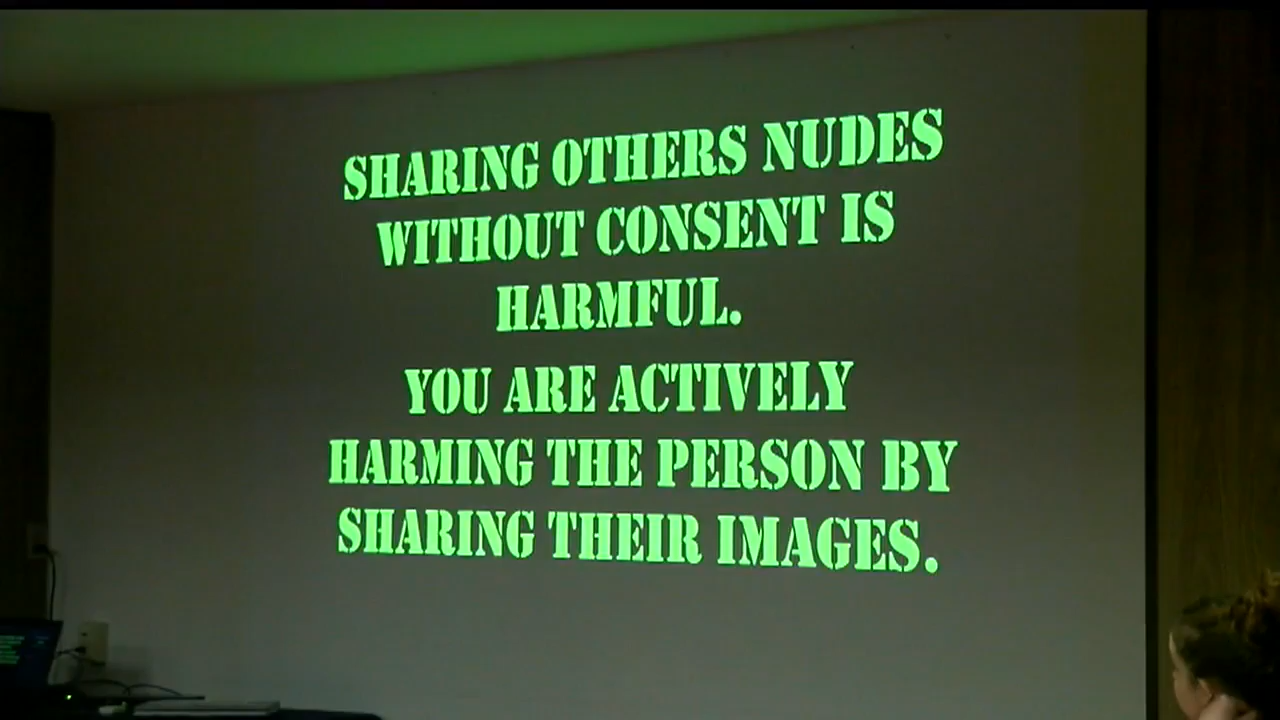 SHARING OTHERS NUDES
WITHOUT CONSENT IS
HARMFUL.
YOU ARE ACTIVELY
HARMING THE PERSON BY
SHARING THEIR IMAGES.